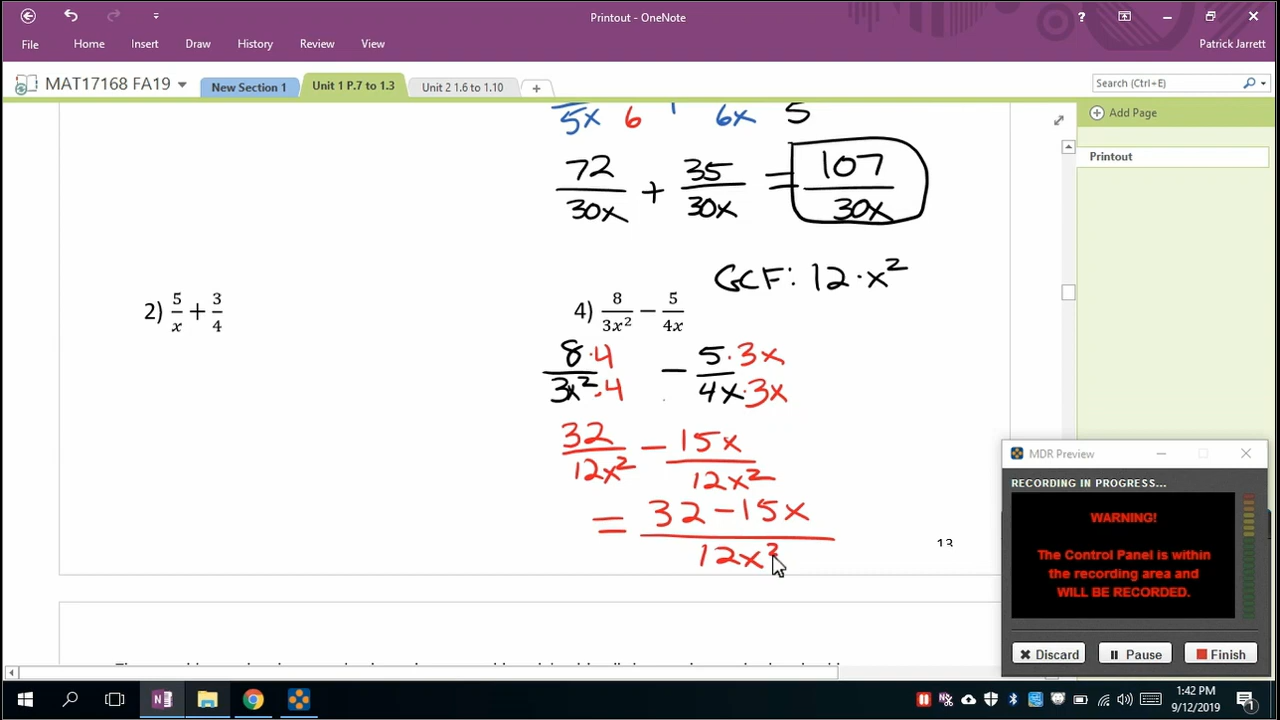 Printout - OneNote
?
File Home Insert Draw History Review View
Patrick Jarrett
MAT17168 FA19
New Section 1
Unit 1 P.7 to 1.3
Unit 2 1.6 to 1.10
+
Search (Ctrl+E)
Add Page
Printout
5x 6 6x 5
72/30x + 35/30x = 107/30x
GCF: 12·x²
2) 5/x + 3/4
4) 8/3x² − 5/4x
8·4/3x²·4 − 5·3x/4x·3x
32/12x² − 15x/12x²
= 32−15x/12x²
13
MDR Preview
RECORDING IN PROGRESS...
WARNING!
The Control Panel is within
the recording area and
WILL BE RECORDED.
Discard
Pause
Finish
1:42 PM
9/12/2019
1